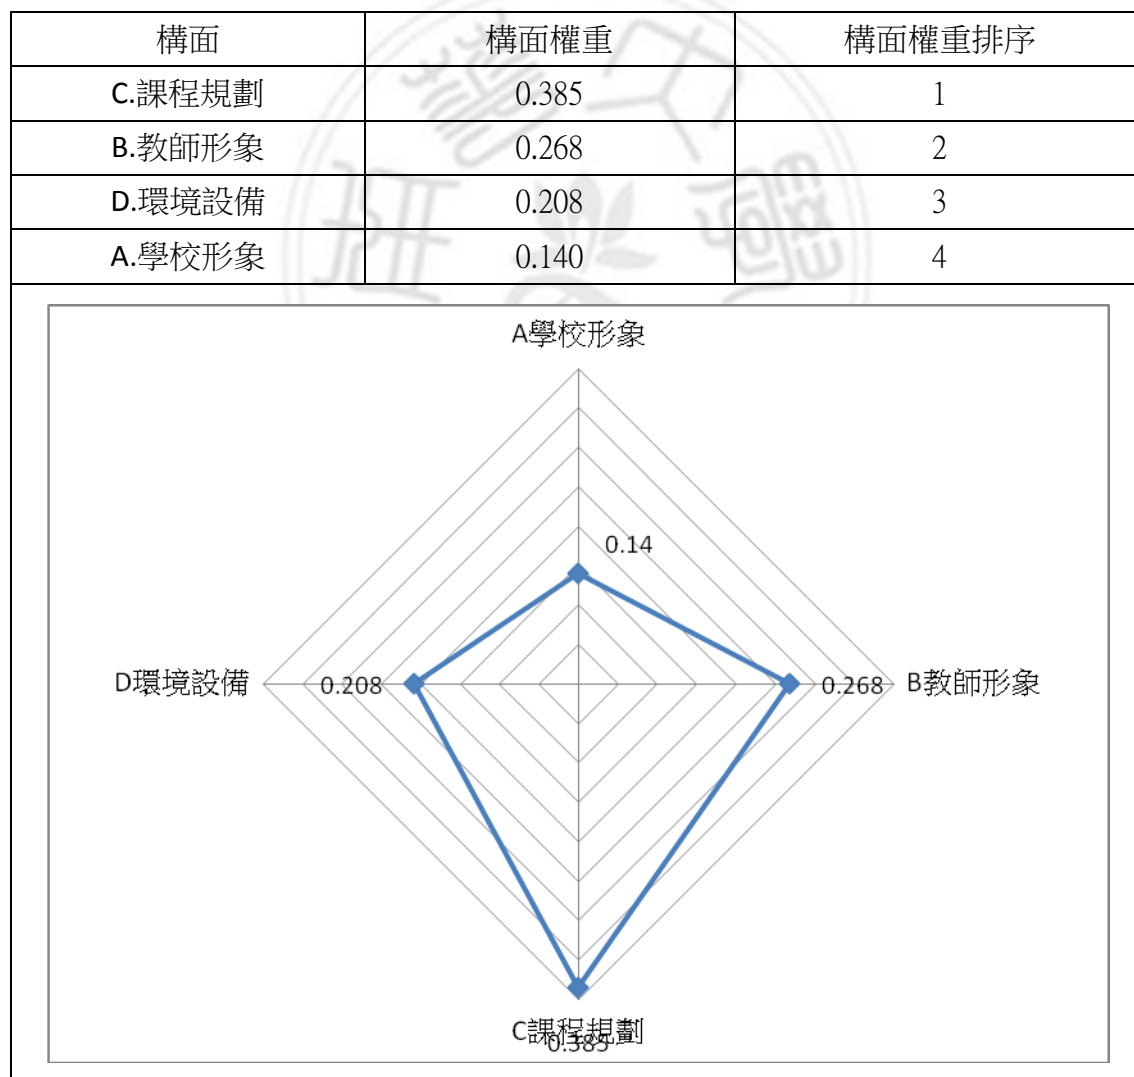 構面 構面權重 構面權重排序
C.課程規劃 0.385 1
B.教師形象 0.268 2
D.環境設備 0.208 3
A.學校形象 0.140 4
A學校形象
0.14
D環境設備 0.208 0.268 B教師形象
C課程規劃
0.385